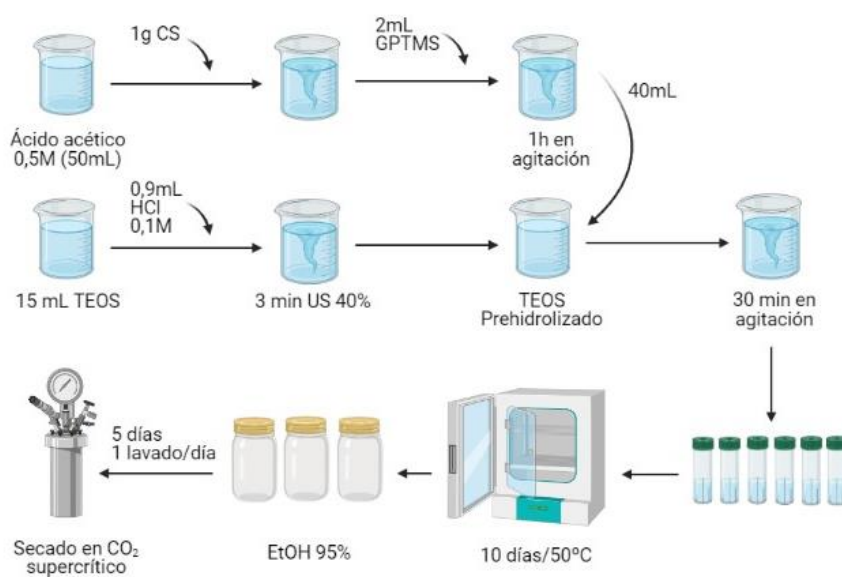 1g CS
2mL
GPTMS
40mL
Ácido acético
0,5M (50mL)
1h en
agitación
0,9mL
HCl
0,1M
15 mL TEOS
3 min US 40%
TEOS
Prehidrolizado
30 min en
agitación
5 días
1 lavado/día
Secado en CO₂
supercrítico
EtOH 95%
10 días/50ºC